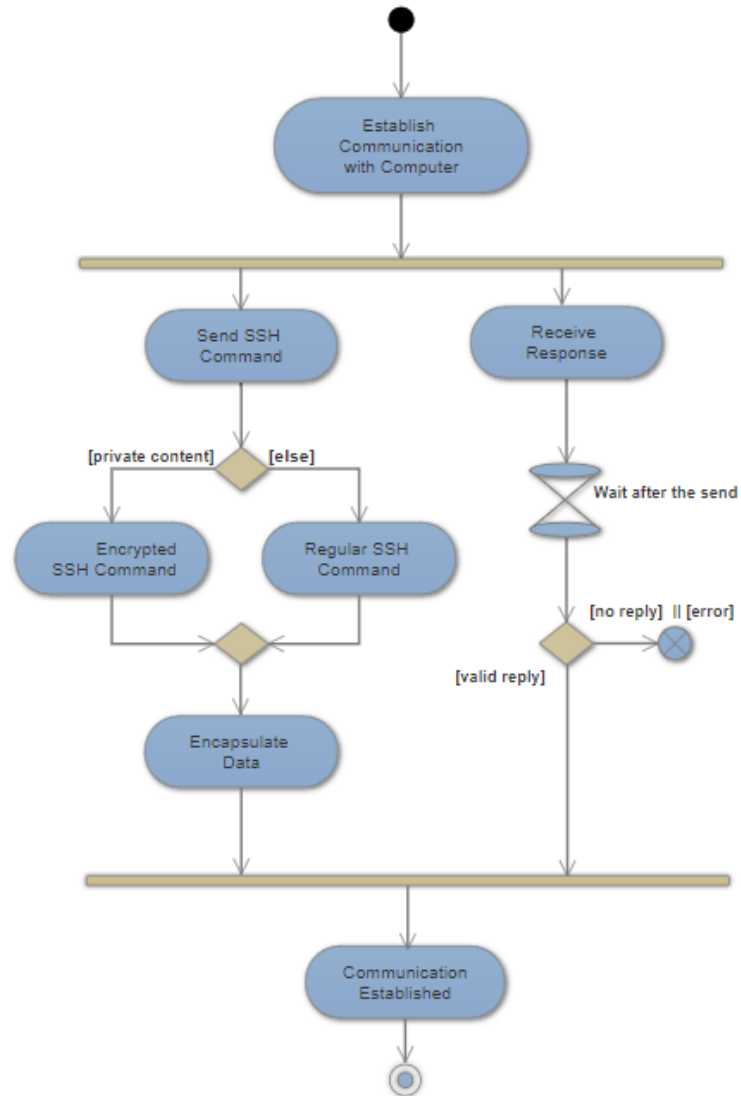 Establish
Communication
with Computer
Send SSH
Command
Receive
Response
[private content]
[else]
Wait after the send
Encrypted
SSH Command
Regular SSH
Command
[no reply] || [error]
[valid reply]
Encapsulate
Data
Communication
Established